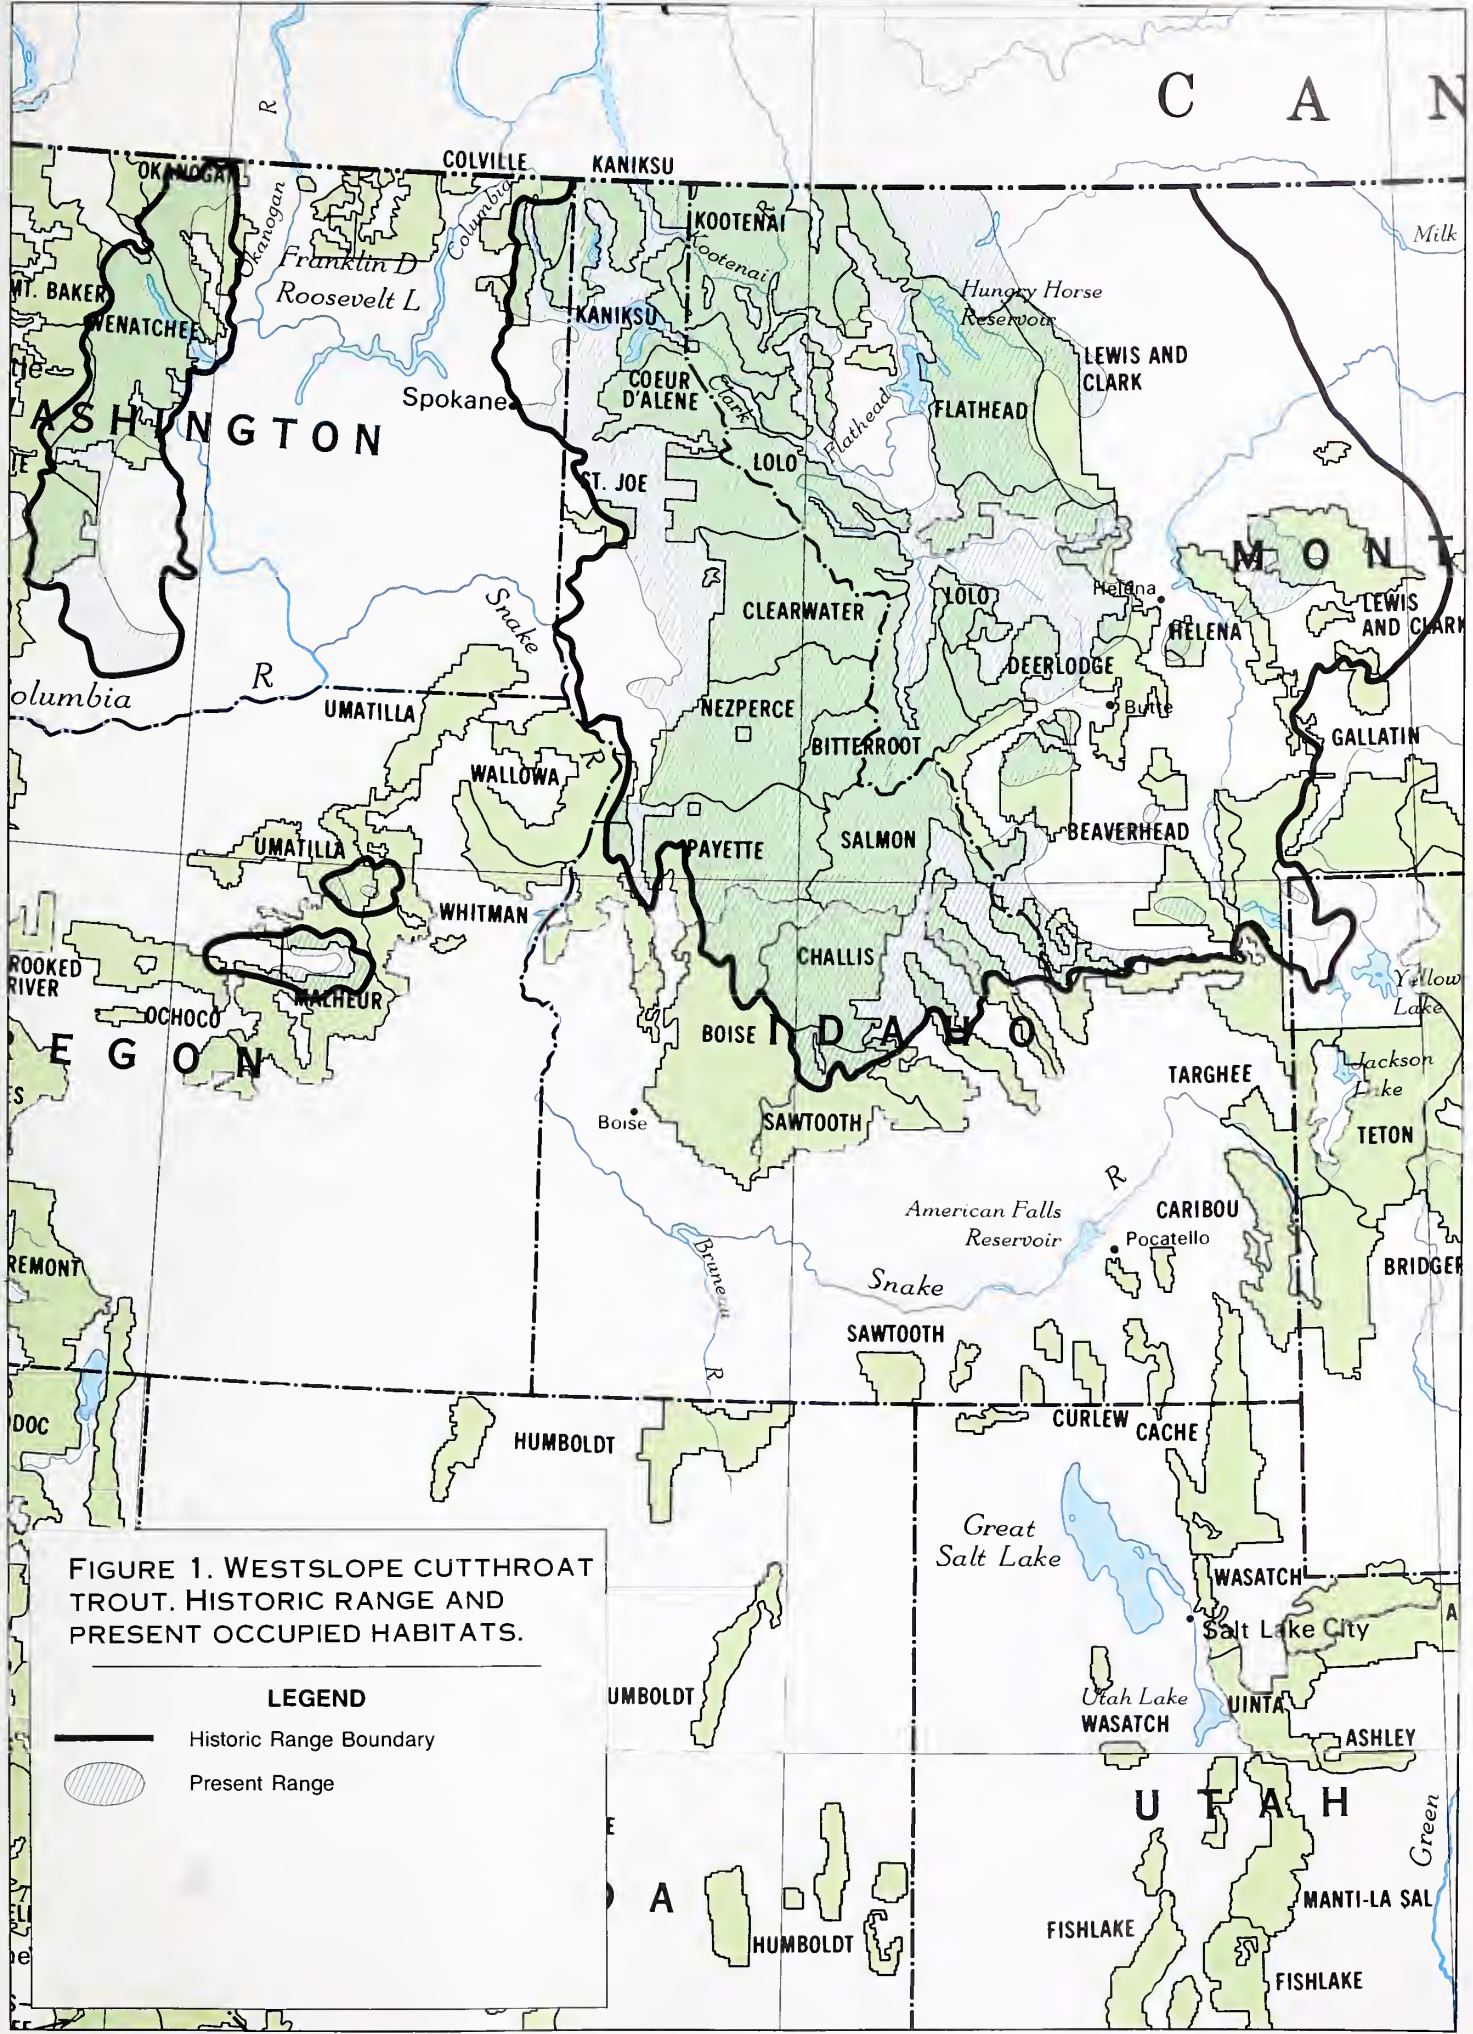 C A N
R
COLVILLE
KANIKSU
OKANOGAN
Okanogan
Columbia
KOOTENAI
R
Kootenai
Milk
Franklin D
Roosevelt L
MT. BAKER
WENATCHEE
KANIKSU
Hungry Horse
Reservoir
LEWIS AND
CLARK
COEUR
D'ALENE
Clark
Spokane
FLATHEAD
Flathead
ASHINGTON
LOLO
ST. JOE
MONT
Snake
CLEARWATER
LOLO
Helena
HELENA
LEWIS
AND CLARK
DEERLODGE
R
olumbia
UMATILLA
NEZPERCE
Butte
BITTERROOT
GALLATIN
R
WALLOWA
UMATILLA
PAYETTE
SALMON
BEAVERHEAD
WHITMAN
CHALLIS
ROOKED
RIVER
MALHEUR
OCHOCO
Yellow
Lake
BOISE
IDAHO
EGON
TARGHEE
Jackson
Lake
ES
Boise
SAWTOOTH
TETON
R
American Falls
Reservoir
CARIBOU
Pocatello
Bruneau
REMONT
BRIDGER
Snake
SAWTOOTH
R
DOC
HUMBOLDT
CURLEW
CACHE
Great
Salt Lake
FIGURE 1. WESTSLOPE CUTTHROAT
TROUT. HISTORIC RANGE AND
PRESENT OCCUPIED HABITATS.
LEGEND
Historic Range Boundary
Present Range
WASATCH
A
Salt Lake City
UMBOLDT
Utah Lake
WASATCH
UINTA
ASHLEY
UTAH
Green
A
MANTI-LA SAL
HUMBOLDT
FISHLAKE
FISHLAKE